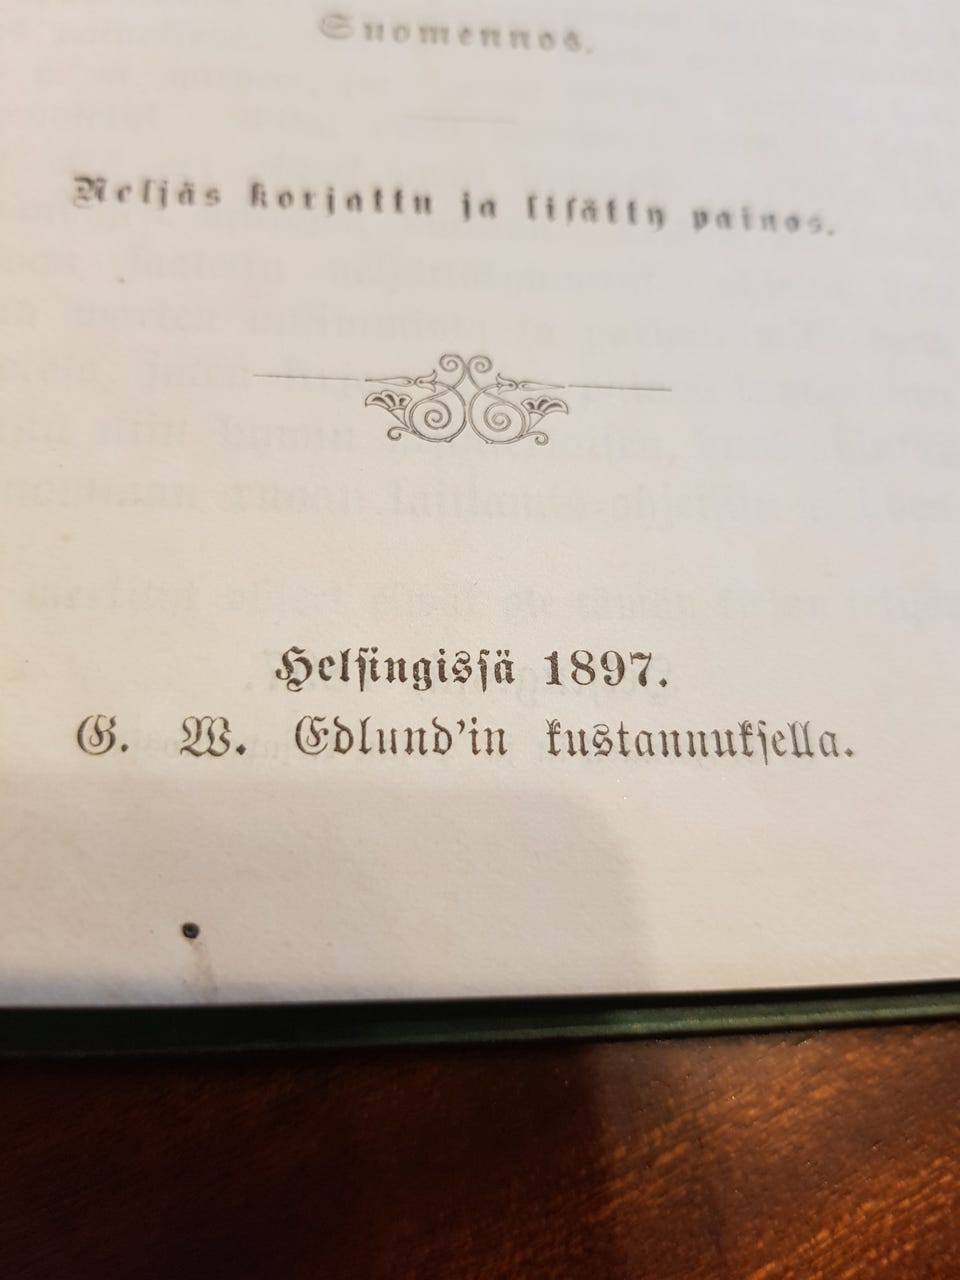 Suomennos.
Neljäs korjattu ja lisätty painos.
Helsingissä 1897.
G. W. Edlund'in kustannuksella.